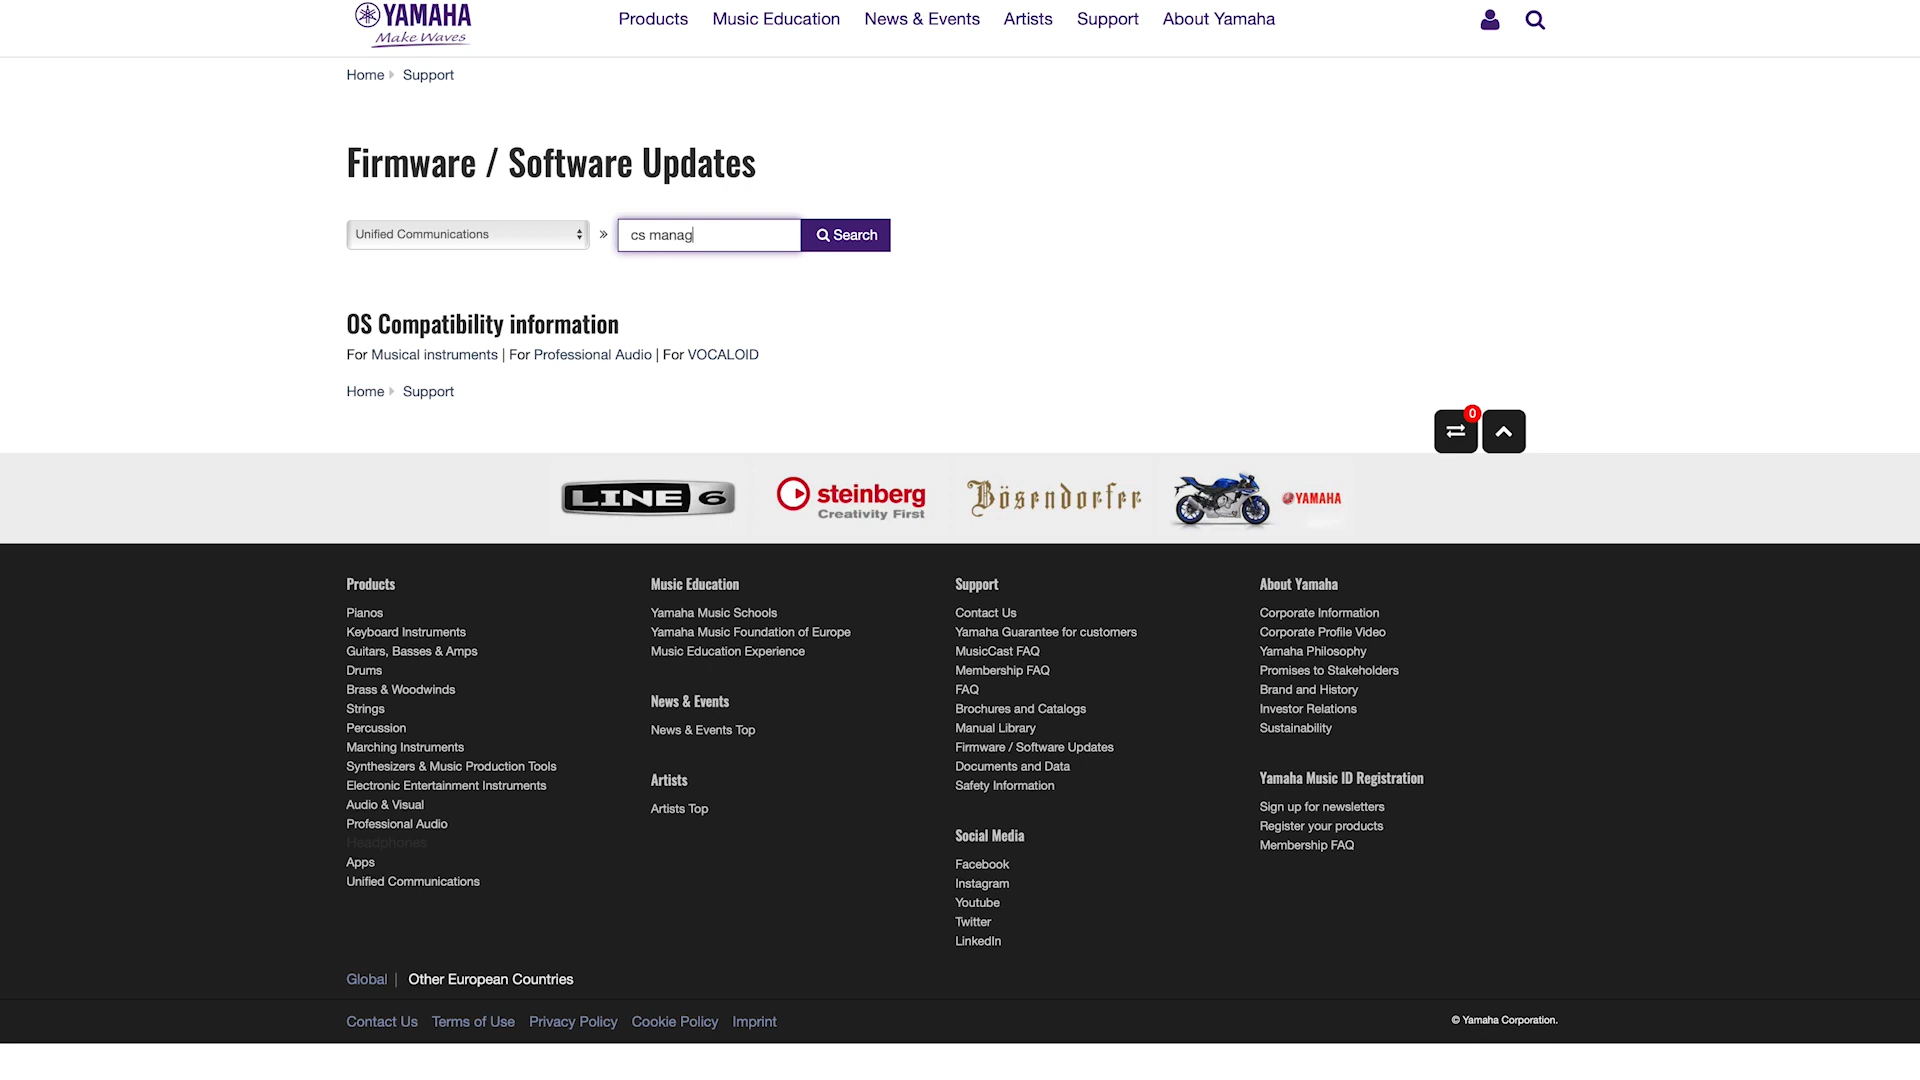 YAMAHA
Make Waves
Products Music Education News & Events Artists Support About Yamaha
Home Support
Firmware / Software Updates
Unified Communications » cs manag Search
OS Compatibility information
For Musical instruments | For Professional Audio | For VOCALOID
Home Support
0
LINE 6
steinberg
Creativity First
Bösendorfer
YAMAHA
Products
Pianos
Keyboard Instruments
Guitars, Basses & Amps
Drums
Brass & Woodwinds
Strings
Percussion
Marching Instruments
Synthesizers & Music Production Tools
Electronic Entertainment Instruments
Audio & Visual
Professional Audio
Headphones
Apps
Unified Communications
Music Education
Yamaha Music Schools
Yamaha Music Foundation of Europe
Music Education Experience
News & Events
News & Events Top
Artists
Artists Top
Support
Contact Us
Yamaha Guarantee for customers
MusicCast FAQ
Membership FAQ
FAQ
Brochures and Catalogs
Manual Library
Firmware / Software Updates
Documents and Data
Safety Information
Social Media
Facebook
Instagram
Youtube
Twitter
LinkedIn
About Yamaha
Corporate Information
Corporate Profile Video
Yamaha Philosophy
Promises to Stakeholders
Brand and History
Investor Relations
Sustainability
Yamaha Music ID Registration
Sign up for newsletters
Register your products
Membership FAQ
Global | Other European Countries
Contact Us Terms of Use Privacy Policy Cookie Policy Imprint
© Yamaha Corporation.